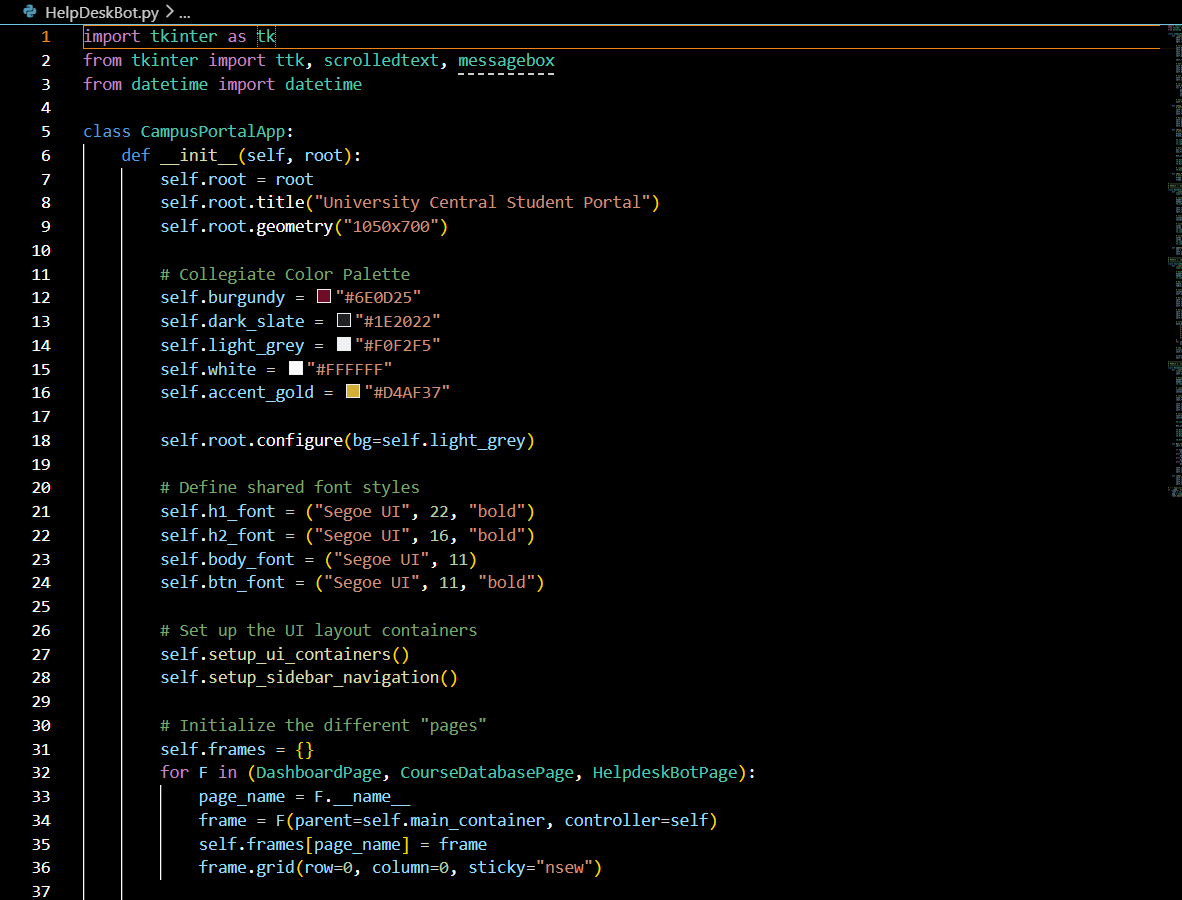 HelpDeskBot.py > ...
1 import tkinter as tk
2 from tkinter import ttk, scrolledtext, messagebox
3 from datetime import datetime
4
5 class CampusPortalApp:
6     def __init__(self, root):
7         self.root = root
8         self.root.title("University Central Student Portal")
9         self.root.geometry("1050x700")
10
11         # Collegiate Color Palette
12         self.burgundy = "#6E0D25"
13         self.dark_slate = "#1E2022"
14         self.light_grey = "#F0F2F5"
15         self.white = "#FFFFFF"
16         self.accent_gold = "#D4AF37"
17
18         self.root.configure(bg=self.light_grey)
19
20         # Define shared font styles
21         self.h1_font = ("Segoe UI", 22, "bold")
22         self.h2_font = ("Segoe UI", 16, "bold")
23         self.body_font = ("Segoe UI", 11)
24         self.btn_font = ("Segoe UI", 11, "bold")
25
26         # Set up the UI layout containers
27         self.setup_ui_containers()
28         self.setup_sidebar_navigation()
29
30         # Initialize the different "pages"
31         self.frames = {}
32         for F in (DashboardPage, CourseDatabasePage, HelpdeskBotPage):
33             page_name = F.__name__
34             frame = F(parent=self.main_container, controller=self)
35             self.frames[page_name] = frame
36             frame.grid(row=0, column=0, sticky="nsew")
37